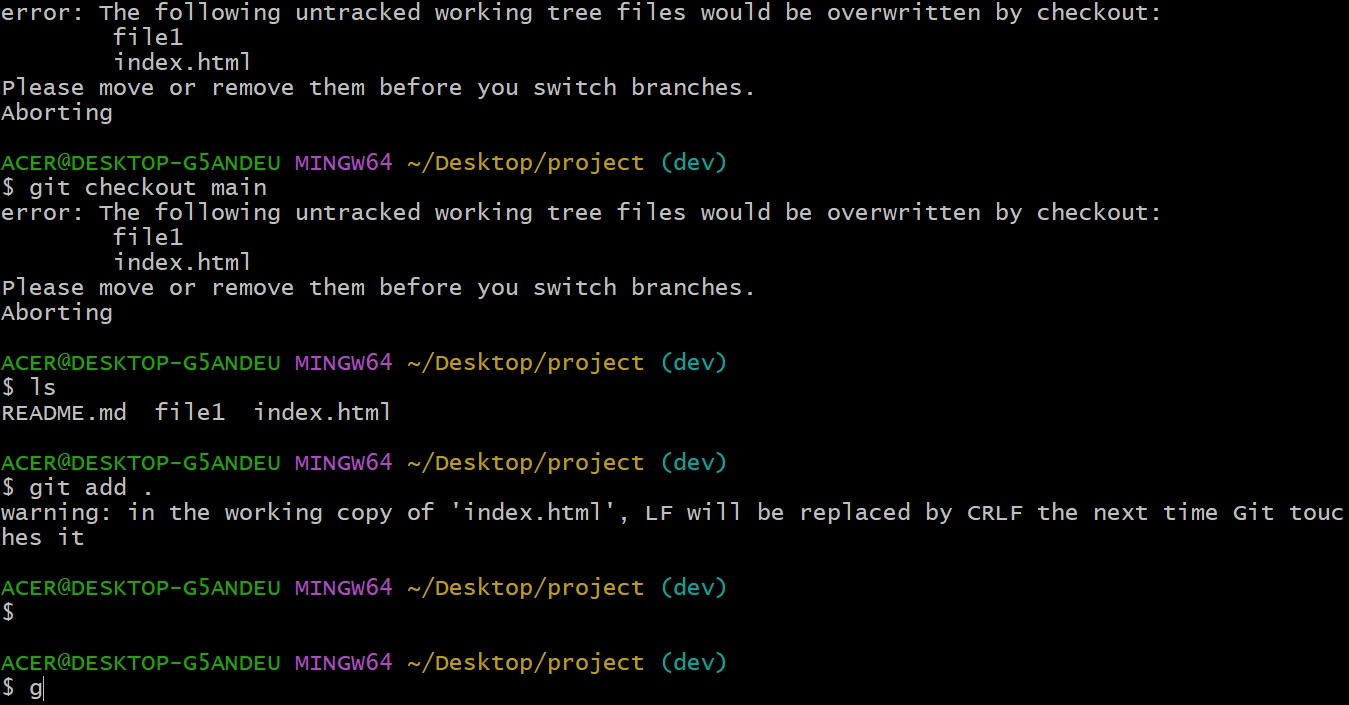 error: The following untracked working tree files would be overwritten by checkout:
        file1
        index.html
Please move or remove them before you switch branches.
Aborting

ACER@DESKTOP-G5ANDEU MINGW64 ~/Desktop/project (dev)
$ git checkout main
error: The following untracked working tree files would be overwritten by checkout:
        file1
        index.html
Please move or remove them before you switch branches.
Aborting

ACER@DESKTOP-G5ANDEU MINGW64 ~/Desktop/project (dev)
$ ls
README.md  file1  index.html

ACER@DESKTOP-G5ANDEU MINGW64 ~/Desktop/project (dev)
$ git add .
warning: in the working copy of 'index.html', LF will be replaced by CRLF the next time Git touc
hes it

ACER@DESKTOP-G5ANDEU MINGW64 ~/Desktop/project (dev)
$

ACER@DESKTOP-G5ANDEU MINGW64 ~/Desktop/project (dev)
$ g